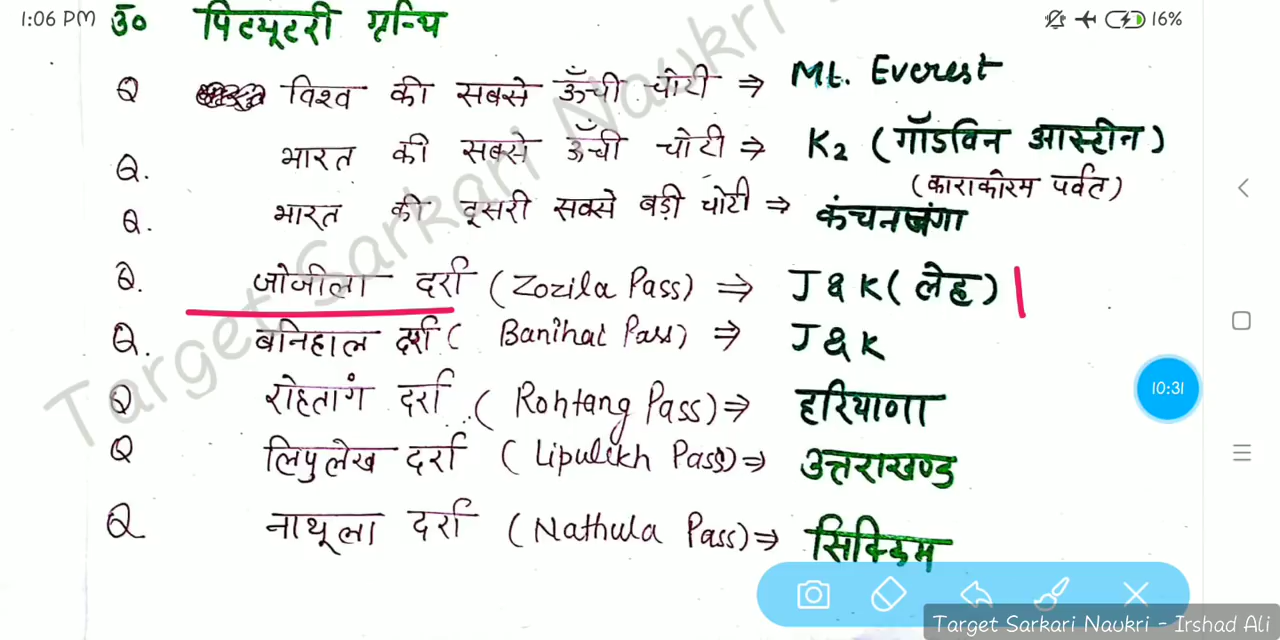 1:06 PM 16%
उ० पिटयूटरी ग्रन्थि
Q विश्व की सबसे ऊँची चोटी ⇒ Mt. Everest
Q. भारत की सबसे ऊँची चोटी ⇒ K2 (गॉडविन आस्टीन)
(काराकोरम पर्वत)
Q. भारत की दूसरी सबसे बड़ी चोटी ⇒ कंचनजंगा
Q. जोजीला दर्रा (Zozila Pass) ⇒ J & K (लेह)
Q. बनिहाल दर्रा (Banihal Pass) ⇒ J & K
10:31
Q रोहतांग दर्रा (Rohtang Pass) ⇒ हरियाणा
Q लिपुलेख दर्रा (Lipulikh Pass) ⇒ उत्तराखण्ड
Q नाथूला दर्रा (Nathula Pass) ⇒ सिक्किम
Target Sarkari Naukri
Target Sarkari Naukri - Irshad Ali